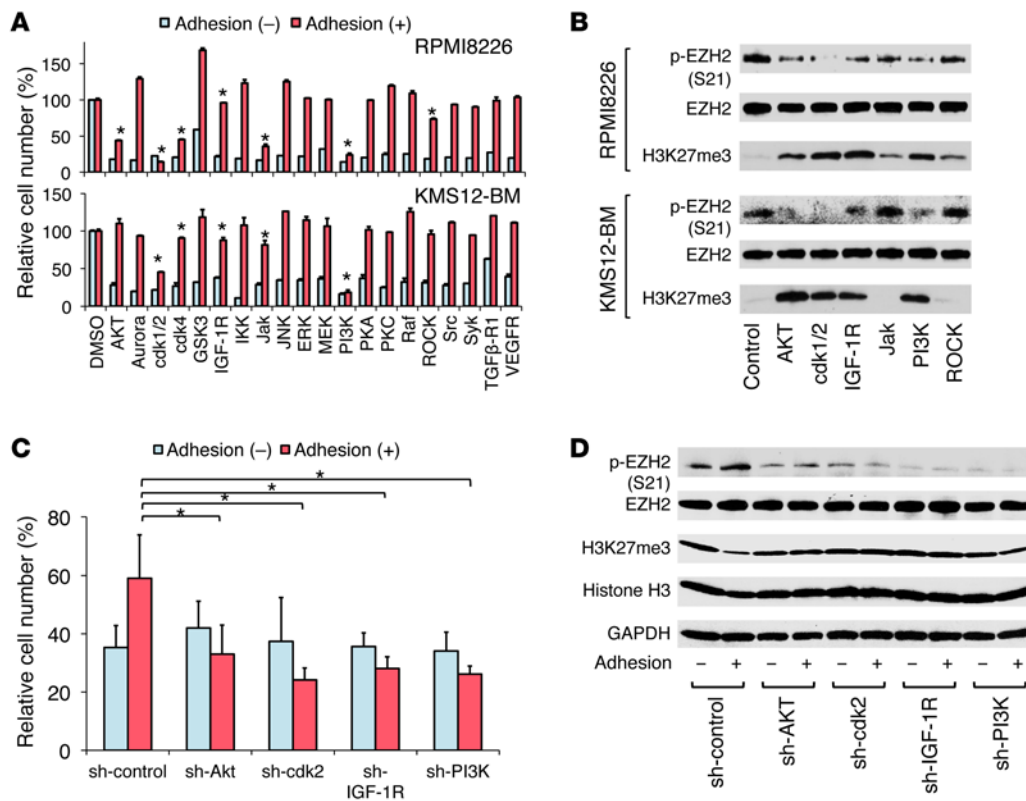 A
Adhesion (–) Adhesion (+)
RPMI8226
150
100
50
0
KMS12-BM
150
100
50
0
Relative cell number (%)
DMSO
AKT
Aurora
cdk1/2
cdk4
GSK3
IGF-1R
IKK
Jak
JNK
ERK
MEK
PI3K
PKA
PKC
Raf
ROCK
Src
Syk
TGFβ-R1
VEGFR
* * * * * * *
* * * * *
B
RPMI8226
p-EZH2
(S21)
EZH2
H3K27me3
KMS12-BM
p-EZH2
(S21)
EZH2
H3K27me3
Control
AKT
cdk1/2
IGF-1R
Jak
PI3K
ROCK
C
Adhesion (–) Adhesion (+)
*
*
*
*
Relative cell number (%)
80
60
40
20
0
sh-control sh-Akt sh-cdk2 sh-IGF-1R sh-PI3K
D
p-EZH2
(S21)
EZH2
H3K27me3
Histone H3
GAPDH
Adhesion – + – + – + – + – +
sh-control
sh-AKT
sh-cdk2
sh-IGF-1R
sh-PI3K